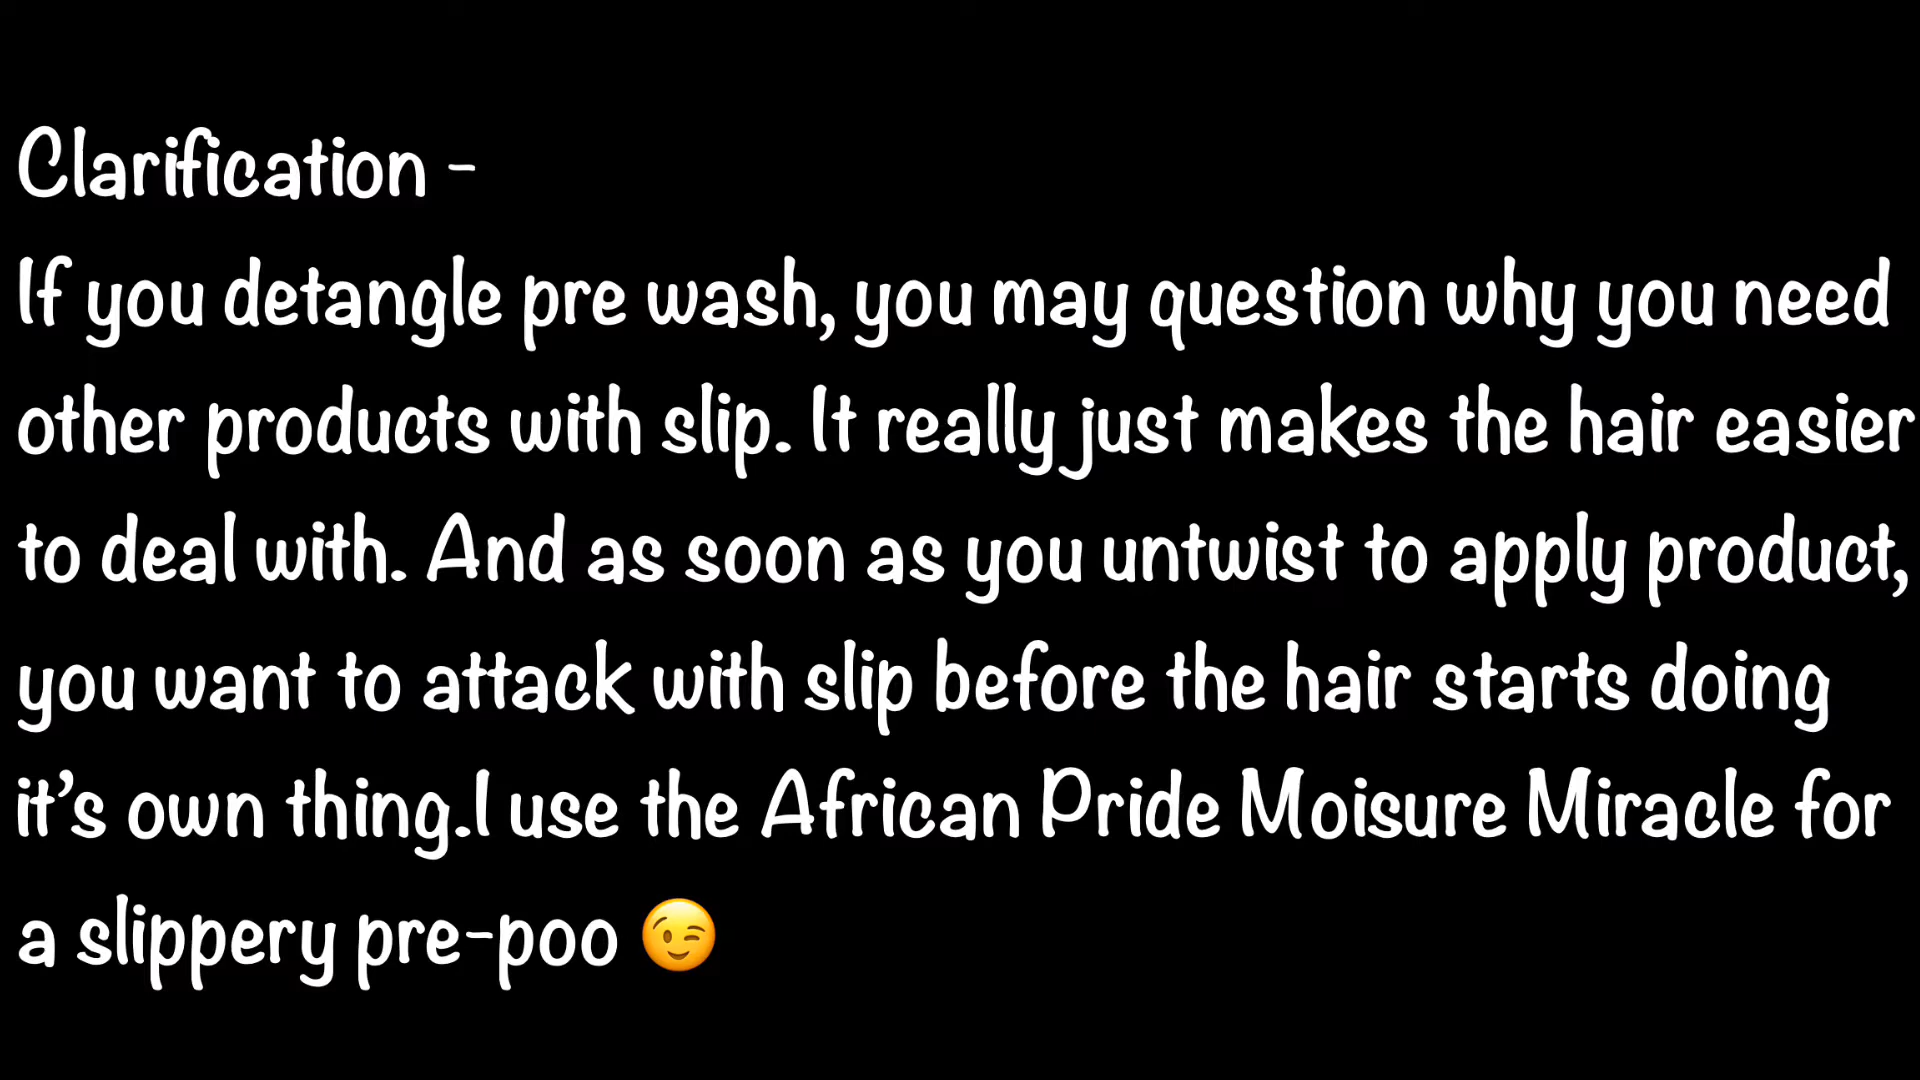 Clarification -
If you detangle pre wash, you may question why you need
other products with slip. It really just makes the hair easier
to deal with. And as soon as you untwist to apply product,
you want to attack with slip before the hair starts doing
it’s own thing.I use the African Pride Moisure Miracle for
a slippery pre-poo 😉